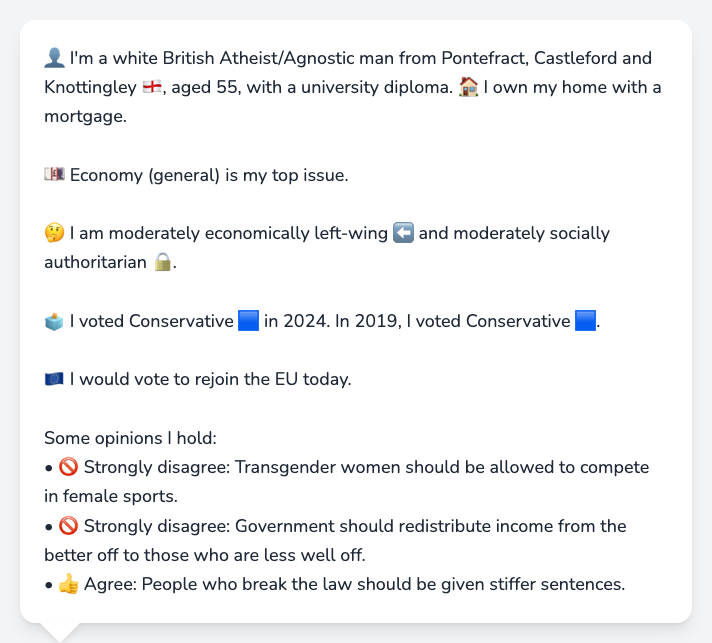 👤 I'm a white British Atheist/Agnostic man from Pontefract, Castleford and
Knottingley 🏴󠁧󠁢󠁥󠁮󠁧󠁿, aged 55, with a university diploma. 🏠 I own my home with a
mortgage.
💷 Economy (general) is my top issue.
🤔 I am moderately economically left-wing ⬅️ and moderately socially
authoritarian 🔒.
🗳️ I voted Conservative 🟦 in 2024. In 2019, I voted Conservative 🟦.
🇪🇺 I would vote to rejoin the EU today.
Some opinions I hold:
• 🚫 Strongly disagree: Transgender women should be allowed to compete
in female sports.
• 🚫 Strongly disagree: Government should redistribute income from the
better off to those who are less well off.
• 👍 Agree: People who break the law should be given stiffer sentences.